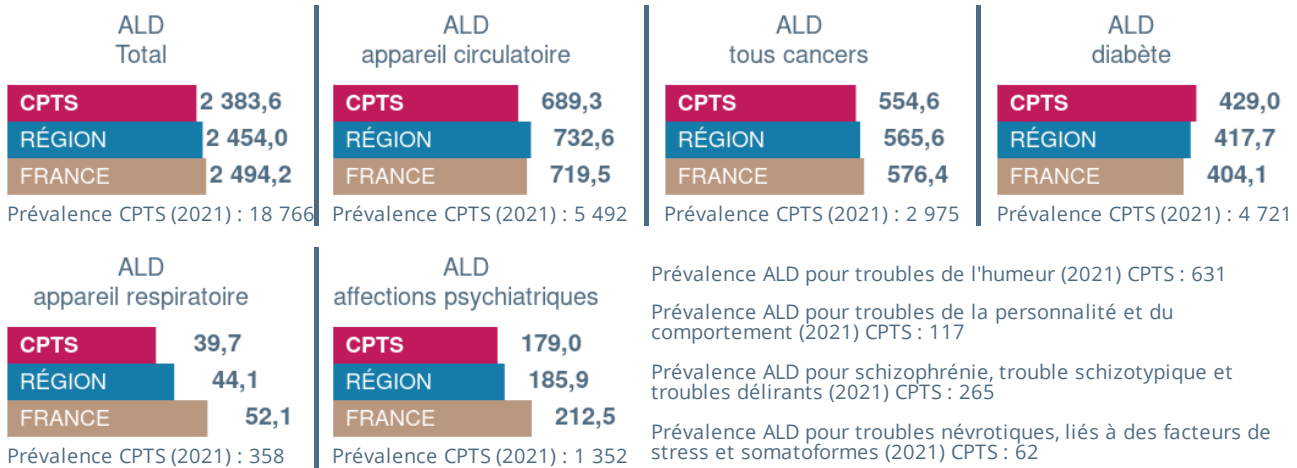 ALD
Total
CPTS 2 383,6
RÉGION 2 454,0
FRANCE 2 494,2
Prévalence CPTS (2021) : 18 766
ALD
appareil circulatoire
CPTS 689,3
RÉGION 732,6
FRANCE 719,5
Prévalence CPTS (2021) : 5 492
ALD
tous cancers
CPTS 554,6
RÉGION 565,6
FRANCE 576,4
Prévalence CPTS (2021) : 2 975
ALD
diabète
CPTS 429,0
RÉGION 417,7
FRANCE 404,1
Prévalence CPTS (2021) : 4 721
ALD
appareil respiratoire
CPTS 39,7
RÉGION 44,1
FRANCE 52,1
Prévalence CPTS (2021) : 358
ALD
affections psychiatriques
CPTS 179,0
RÉGION 185,9
FRANCE 212,5
Prévalence CPTS (2021) : 1 352
Prévalence ALD pour troubles de l'humeur (2021) CPTS : 631
Prévalence ALD pour troubles de la personnalité et du
comportement (2021) CPTS : 117
Prévalence ALD pour schizophrénie, trouble schizotypique et
troubles délirants (2021) CPTS : 265
Prévalence ALD pour troubles névrotiques, liés à des facteurs de
stress et somatoformes (2021) CPTS : 62